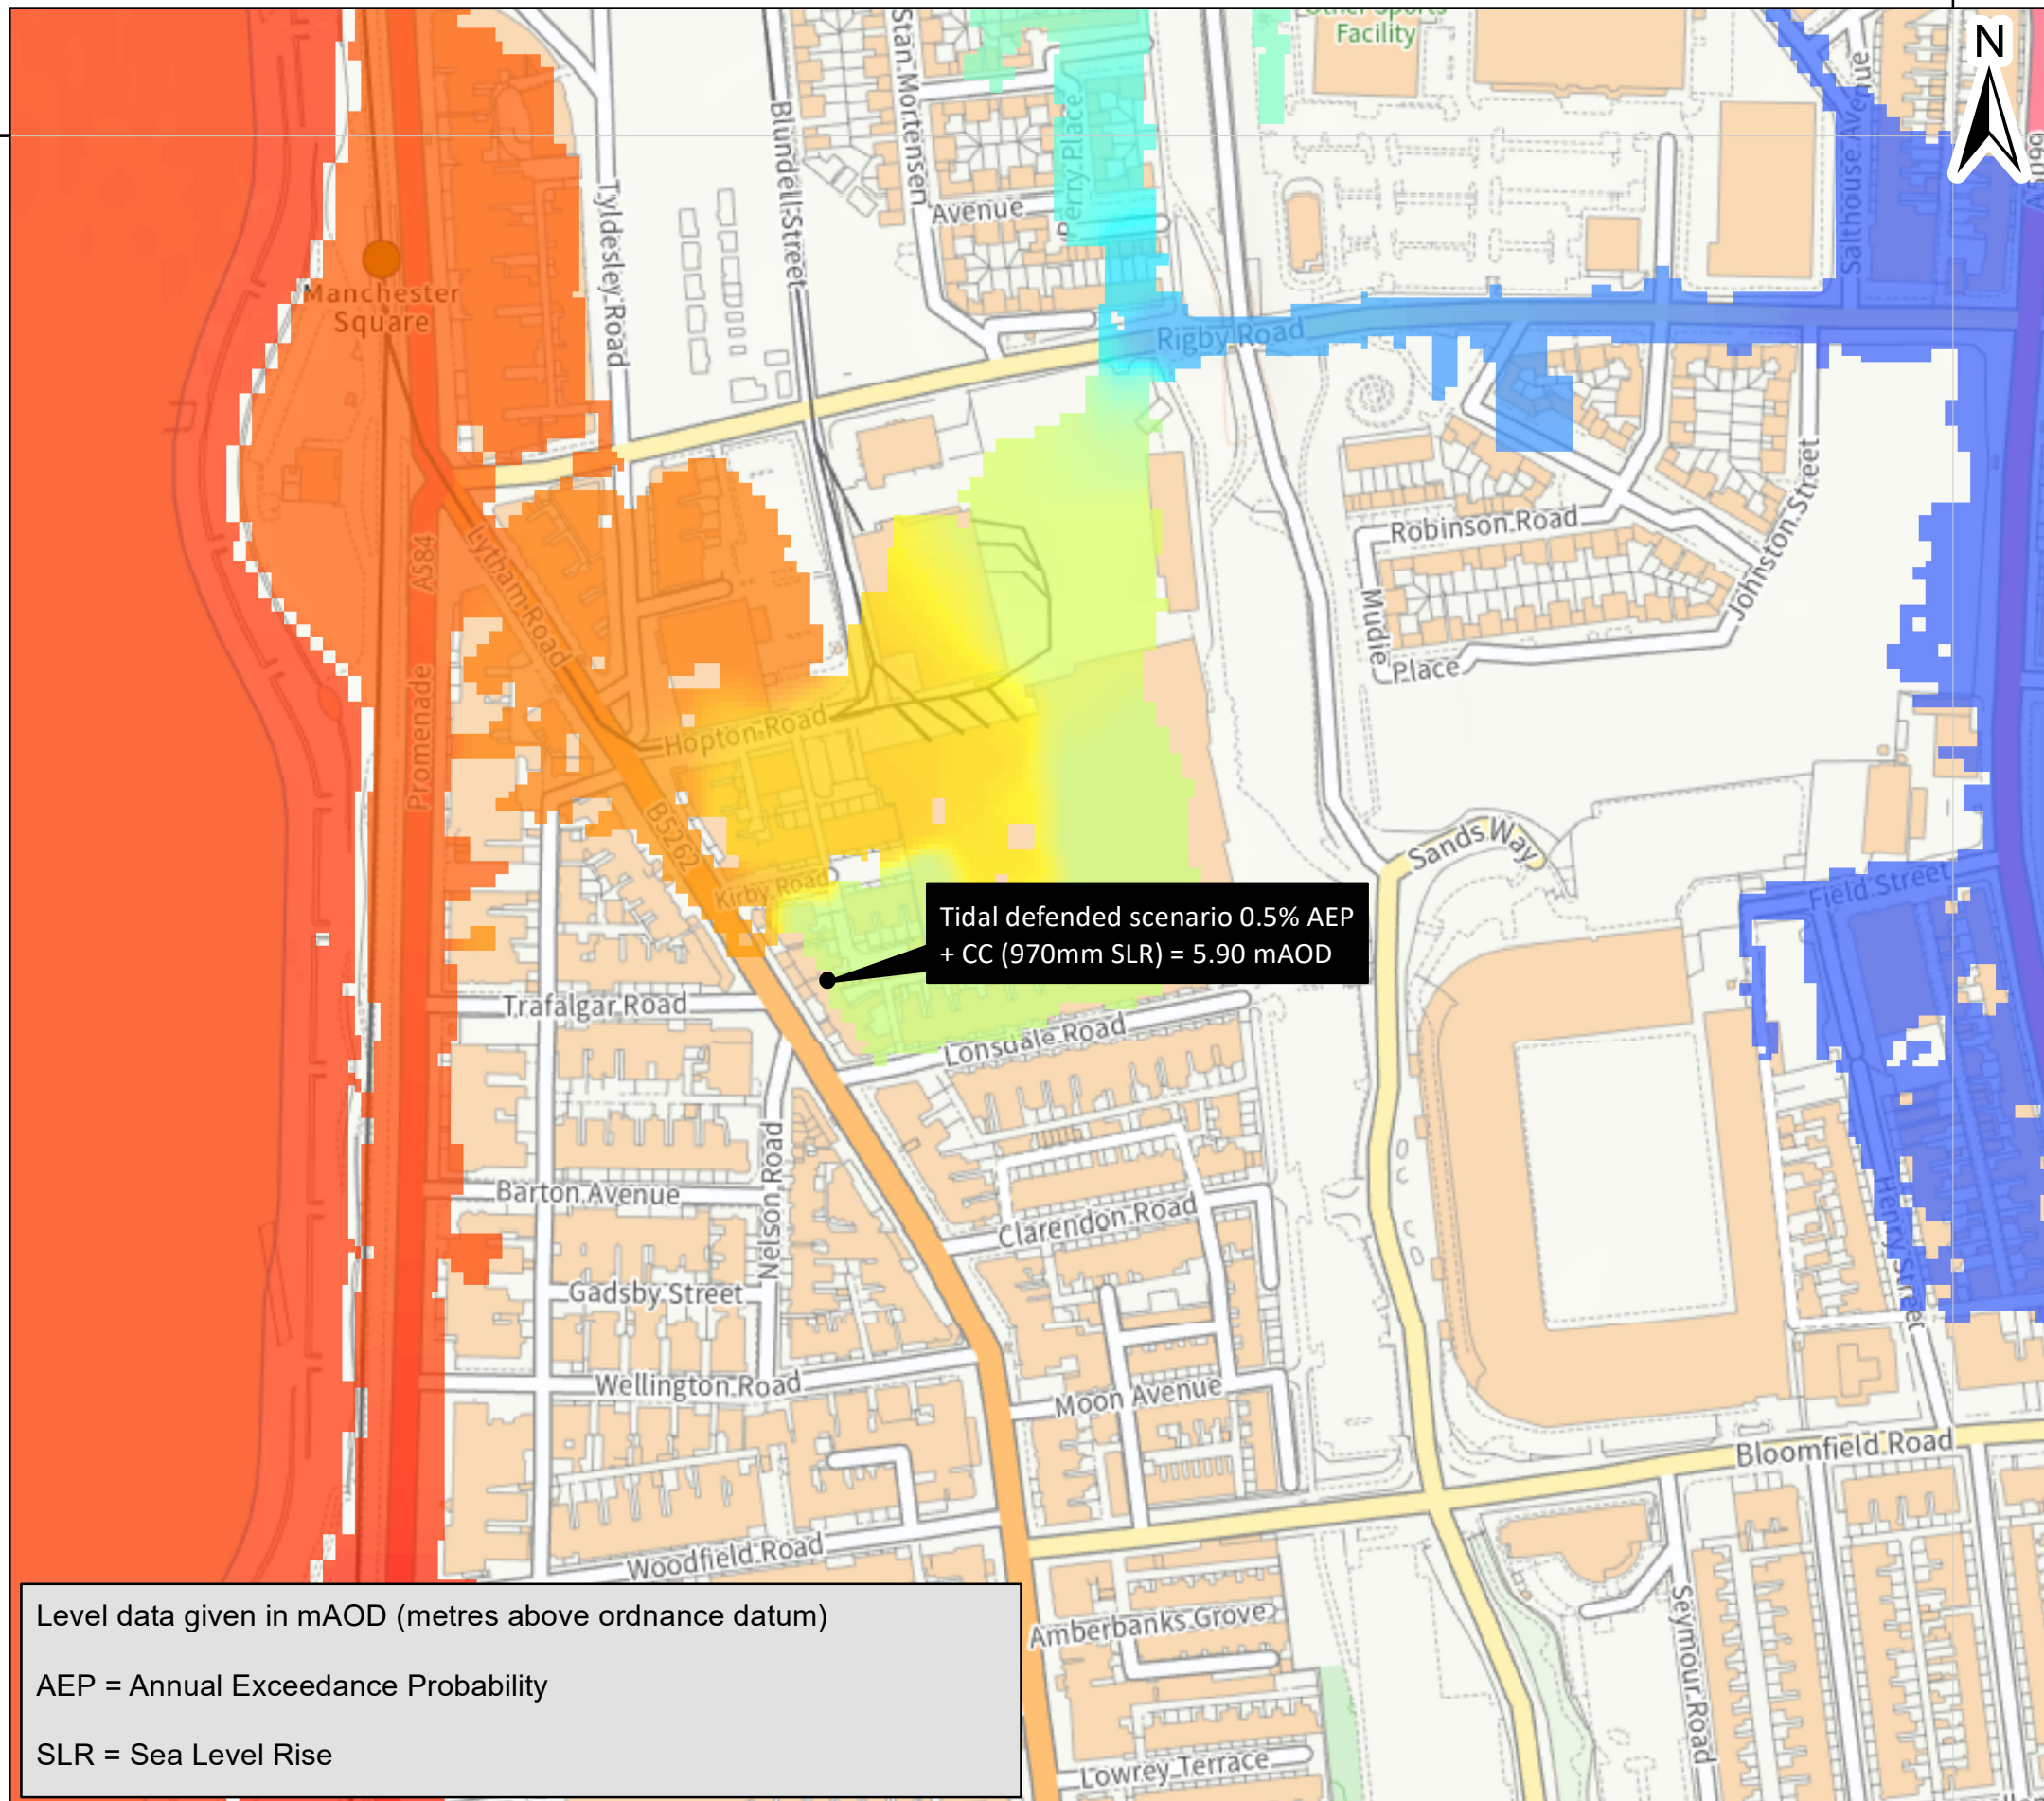 Other Sports
Facility
N
Stan Mortensen
Avenue
Blundell Street
Tyldesley Road
Perry Place
Salthouse Avenue
Manchester
Square
Rigby Road
A584
Promenade
Lytham Road
Hopton Road
B5262
Kirby Road
Robinson Road
Johnston Street
Mudie
Place
Sands Way
Field Street
Tidal defended scenario 0.5% AEP
+ CC (970mm SLR) = 5.90 mAOD
Trafalgar Road
Lonsdale Road
Nelson Road
Barton Avenue
Clarendon Road
Henry Street
Gadsby Street
Wellington Road
Moon Avenue
Bloomfield Road
Woodfield Road
Amberbanks Grove
Seymour Road
Lowrey Terrace
Level data given in mAOD (metres above ordnance datum)
AEP = Annual Exceedance Probability
SLR = Sea Level Rise